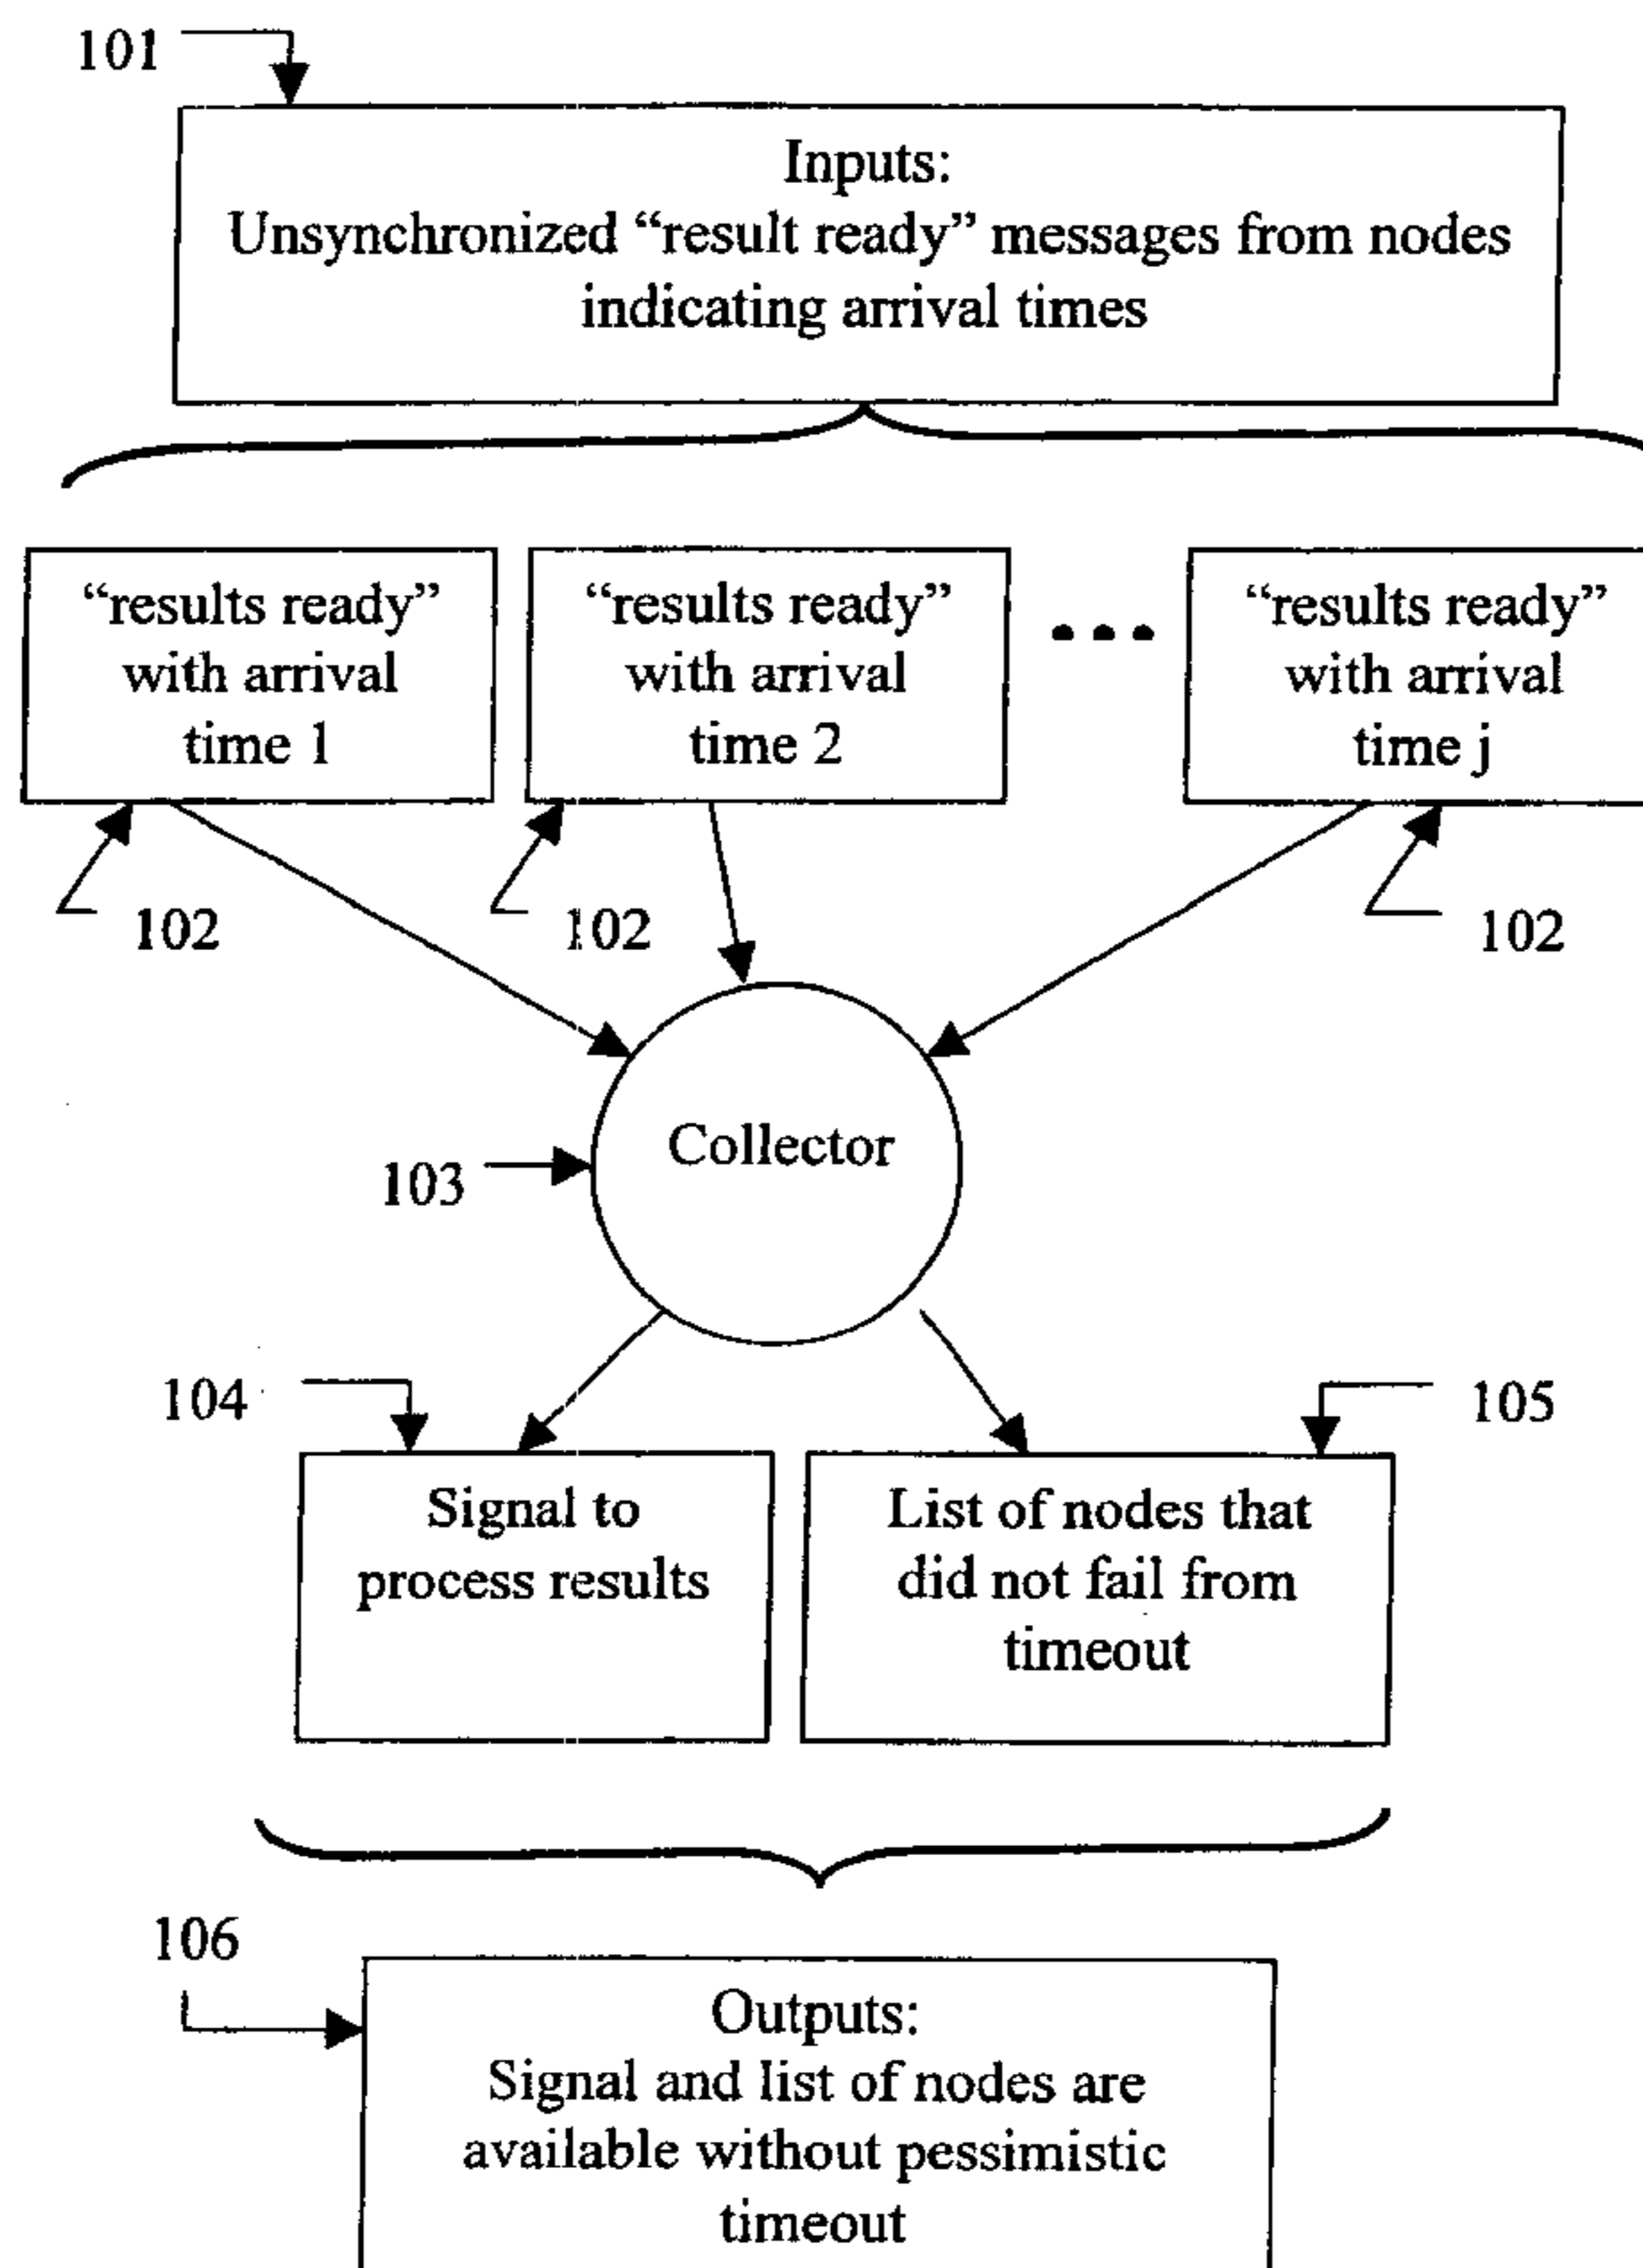 101
Inputs:
Unsynchronized “result ready” messages from nodes
indicating arrival times
“results ready”
with arrival
time 1
“results ready”
with arrival
time 2
“results ready”
with arrival
time j
102
102
102
Collector
103
104
105
Signal to
process results
List of nodes that
did not fail from
timeout
106
Outputs:
Signal and list of nodes are
available without pessimistic
timeout